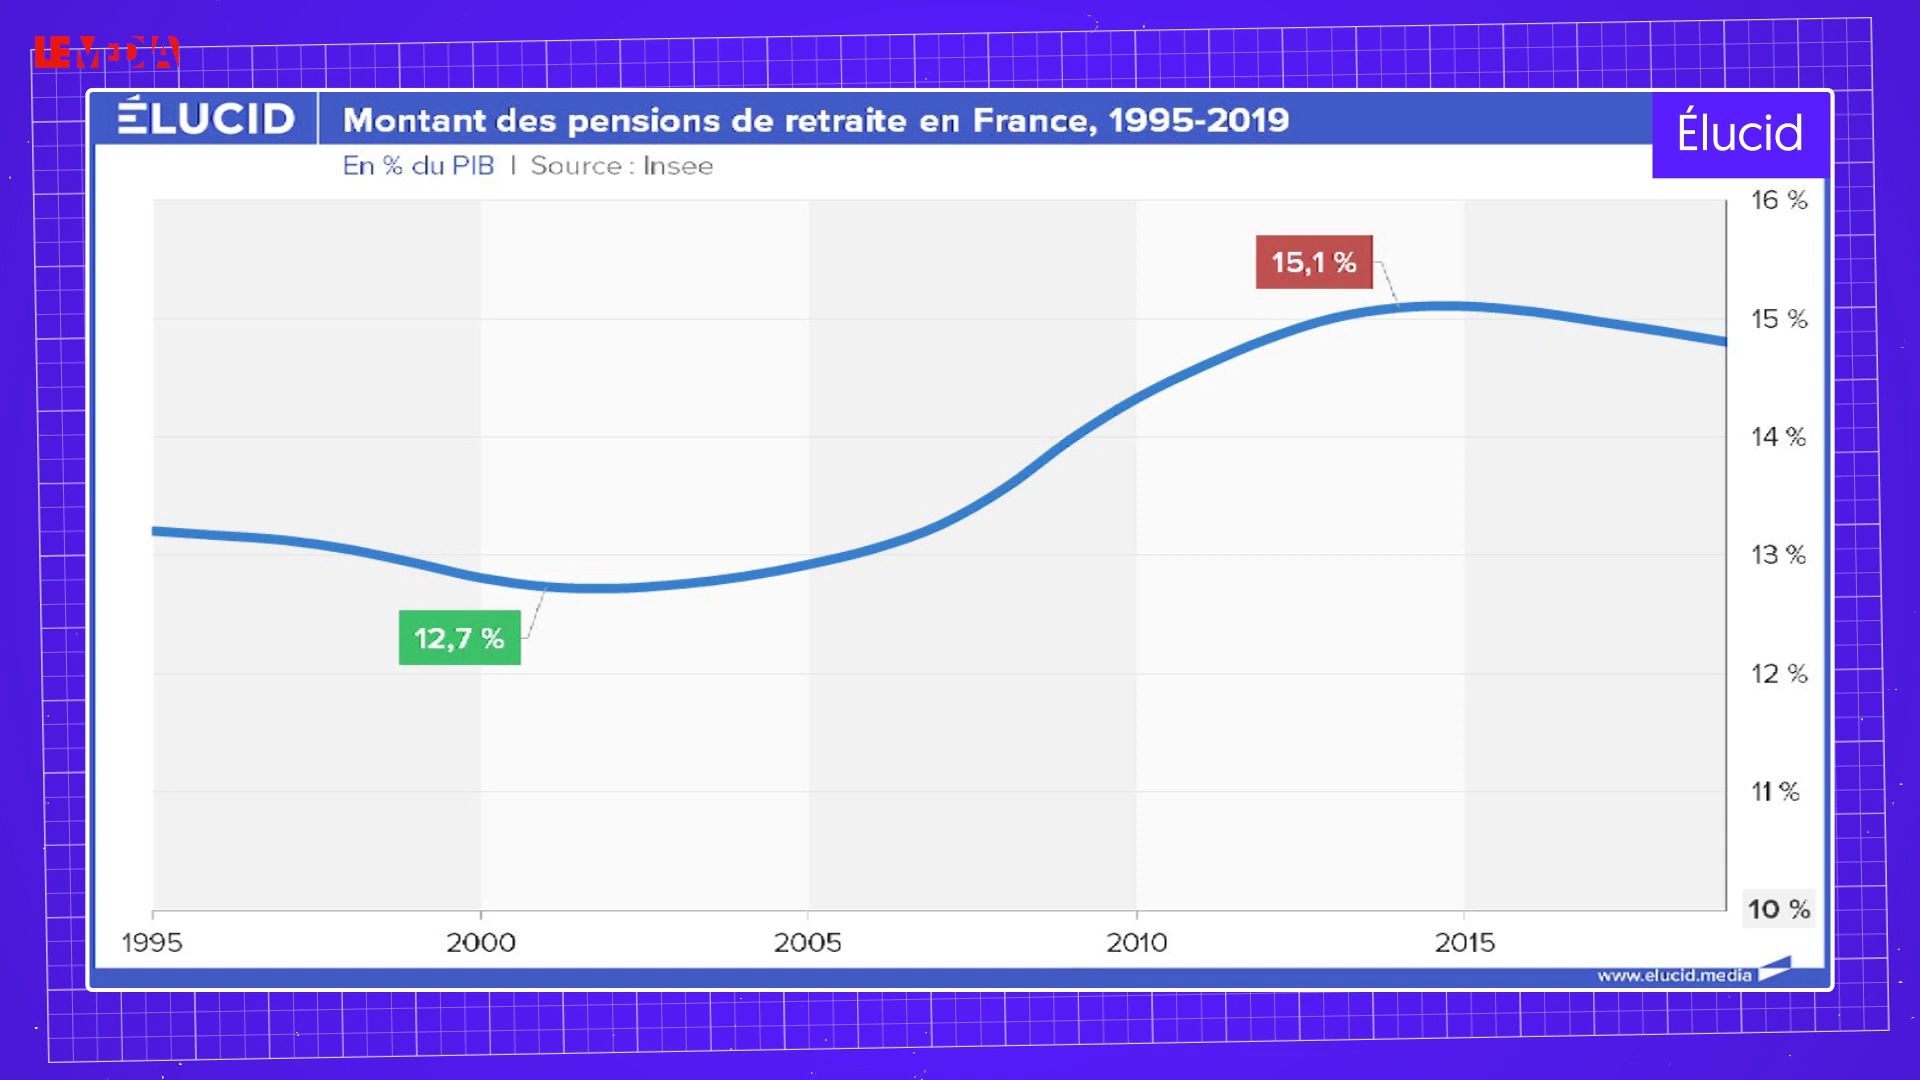 LEMEDIA
ÉLUCID
Montant des pensions de retraite en France, 1995-2019
Élucid
En % du PIB | Source : Insee
16 %
15,1 %
15 %
14 %
13 %
12,7 %
12 %
11 %
10 %
1995 2000 2005 2010 2015
www.elucid.media